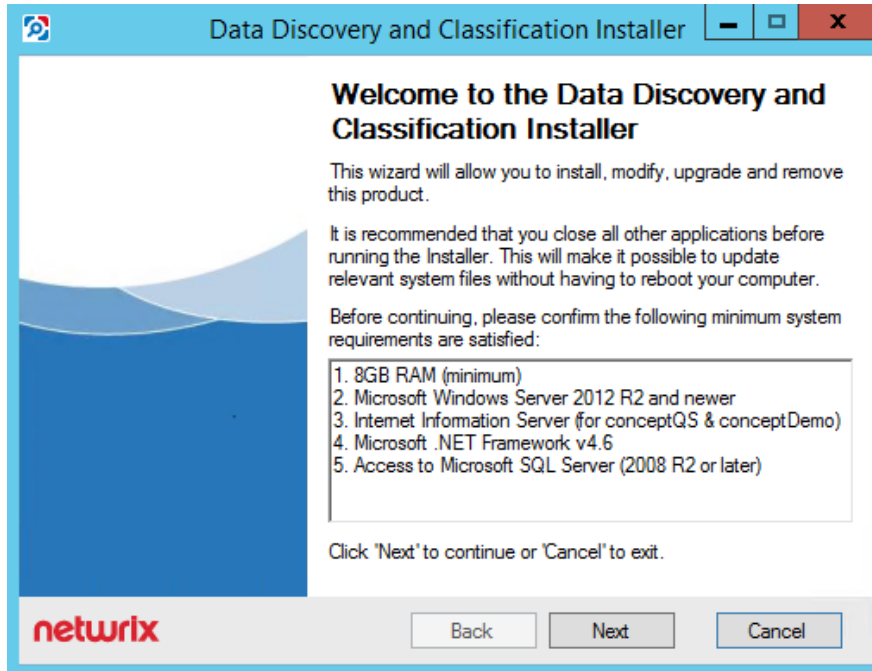 Data Discovery and Classification Installer
Welcome to the Data Discovery and
Classification Installer
This wizard will allow you to install, modify, upgrade and remove
this product.
It is recommended that you close all other applications before
running the Installer. This will make it possible to update
relevant system files without having to reboot your computer.
Before continuing, please confirm the following minimum system
requirements are satisfied:
1. 8GB RAM (minimum)
2. Microsoft Windows Server 2012 R2 and newer
3. Internet Information Server (for conceptQS & conceptDemo)
4. Microsoft .NET Framework v4.6
5. Access to Microsoft SQL Server (2008 R2 or later)
Click 'Next' to continue or 'Cancel' to exit.
netwrix
Back Next Cancel